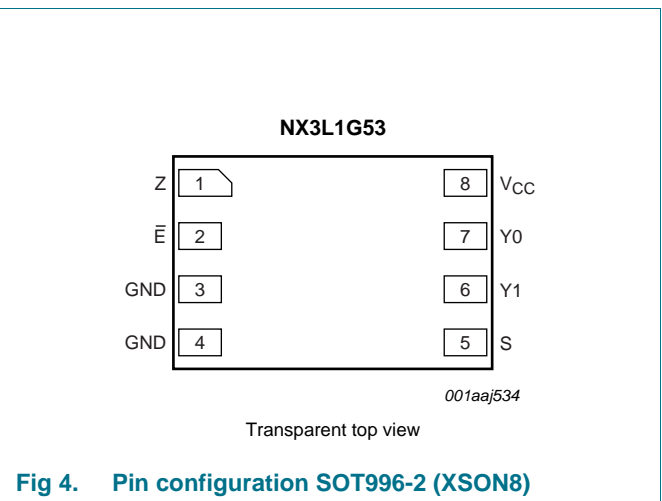 NX3L1G53
Z 1 8 VCC
E̅ 2 7 Y0
GND 3 6 Y1
GND 4 5 S
001aaj534
Transparent top view
Fig 4. Pin configuration SOT996-2 (XSON8)